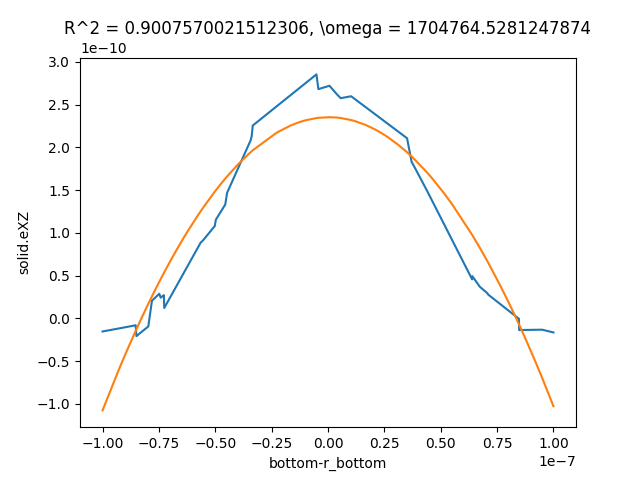 R^2 = 0.9007570021512306, \omega = 1704764.5281247874
1e−10
3.0
2.5
2.0
1.5
1.0
0.5
0.0
−0.5
−1.0
solid.eXZ
−1.00 −0.75 −0.50 −0.25 0.00 0.25 0.50 0.75 1.00
bottom-r_bottom
1e−7